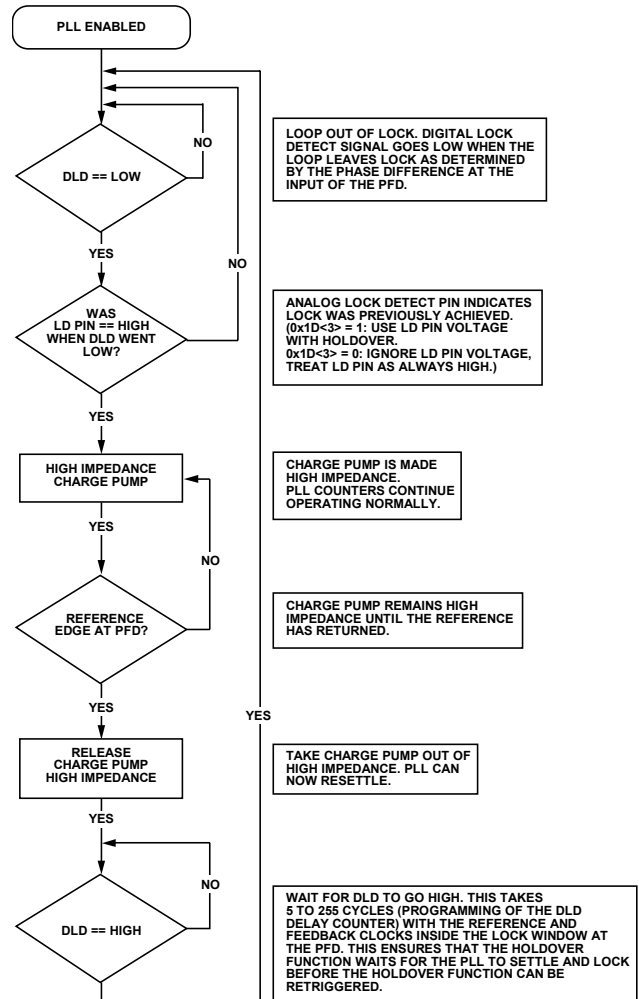 PLL ENABLED
NO
DLD == LOW
LOOP OUT OF LOCK. DIGITAL LOCK
DETECT SIGNAL GOES LOW WHEN THE
LOOP LEAVES LOCK AS DETERMINED
BY THE PHASE DIFFERENCE AT THE
INPUT OF THE PFD.
YES
NO
WAS
LD PIN == HIGH
WHEN DLD WENT
LOW?
ANALOG LOCK DETECT PIN INDICATES
LOCK WAS PREVIOUSLY ACHIEVED.
(0x1D<3> = 1: USE LD PIN VOLTAGE
WITH HOLDOVER.
0x1D<3> = 0: IGNORE LD PIN VOLTAGE,
TREAT LD PIN AS ALWAYS HIGH.)
YES
HIGH IMPEDANCE
CHARGE PUMP
CHARGE PUMP IS MADE
HIGH IMPEDANCE.
PLL COUNTERS CONTINUE
OPERATING NORMALLY.
YES
NO
REFERENCE
EDGE AT PFD?
CHARGE PUMP REMAINS HIGH
IMPEDANCE UNTIL THE REFERENCE
HAS RETURNED.
YES
YES
RELEASE
CHARGE PUMP
HIGH IMPEDANCE
TAKE CHARGE PUMP OUT OF
HIGH IMPEDANCE. PLL CAN
NOW RESETTLE.
YES
NO
DLD == HIGH
WAIT FOR DLD TO GO HIGH. THIS TAKES
5 TO 255 CYCLES (PROGRAMMING OF THE DLD
DELAY COUNTER) WITH THE REFERENCE AND
FEEDBACK CLOCKS INSIDE THE LOCK WINDOW AT
THE PFD. THIS ENSURES THAT THE HOLDOVER
FUNCTION WAITS FOR THE PLL TO SETTLE AND LOCK
BEFORE THE HOLDOVER FUNCTION CAN BE
RETRIGGERED.